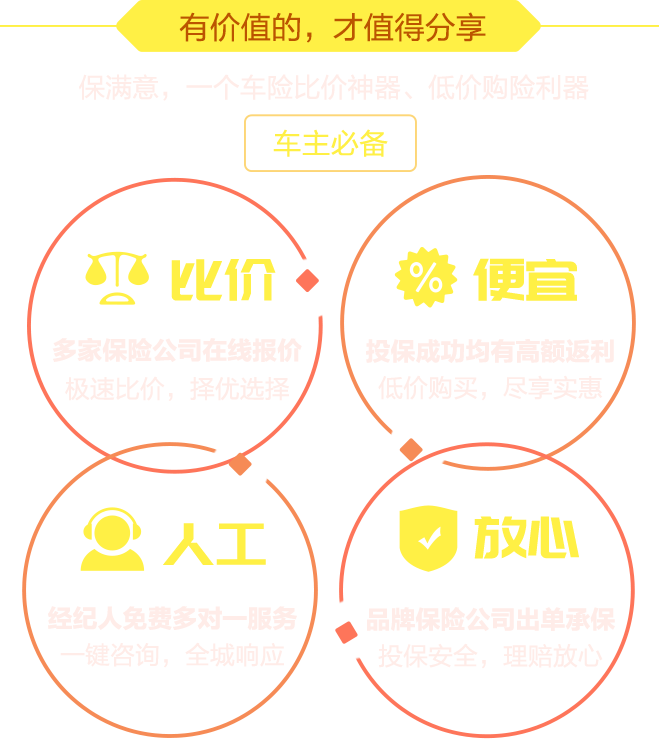 有价值的，才值得分享
保满意，一个车险比价神器、低价购险利器
车主必备
比价
多家保险公司在线报价
极速比价，择优选择
便宜
投保成功均有高额返利
低价购买，尽享实惠
人工
经纪人免费多对一服务
一键咨询，全城响应
放心
品牌保险公司出单承保
投保安全，理赔放心